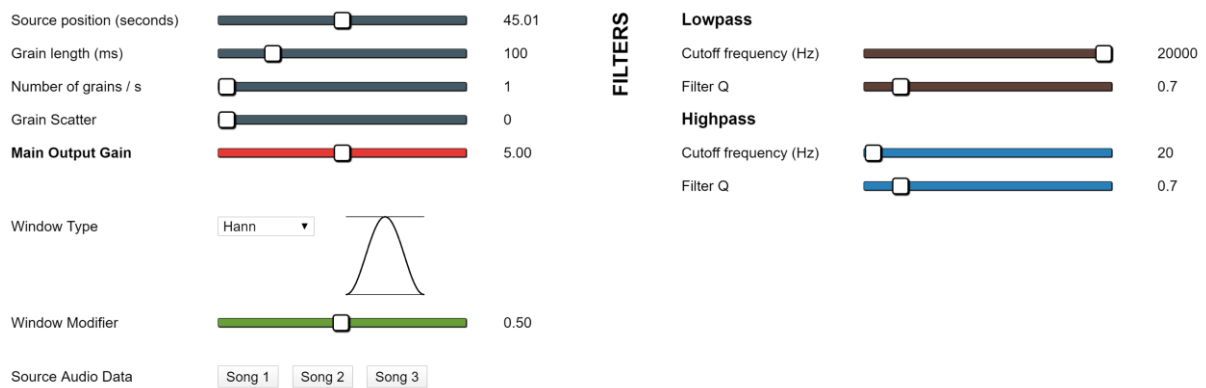 Source position (seconds) 45.01
Grain length (ms) 100
Number of grains / s 1
Grain Scatter 0
Main Output Gain 5.00
Window Type Hann
Window Modifier 0.50
Source Audio Data Song 1 Song 2 Song 3
FILTERS
Lowpass
Cutoff frequency (Hz) 20000
Filter Q 0.7
Highpass
Cutoff frequency (Hz) 20
Filter Q 0.7